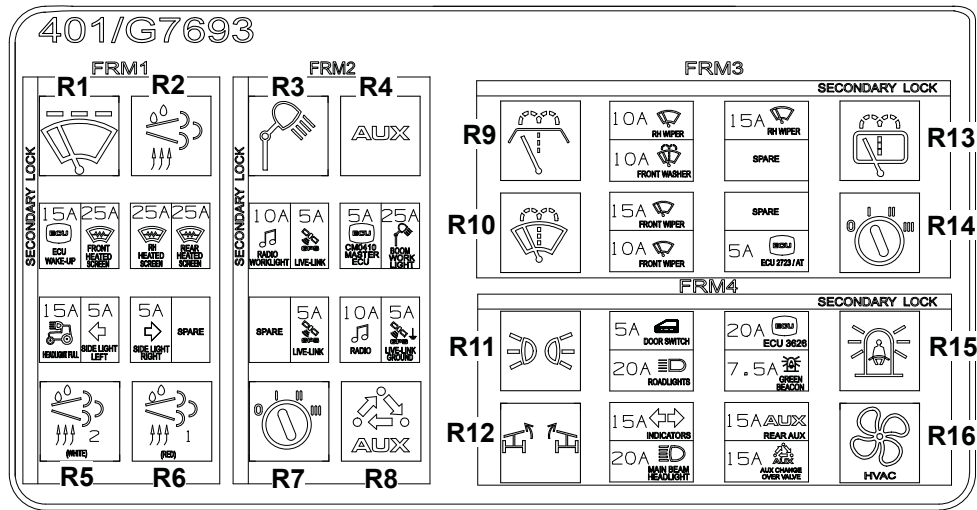 401/G7693
FRM1
FRM2
FRM3
R1
R2
R3
R4
AUX
SECONDARY LOCK
15A
ECU
ECU
WAKE-UP
25A
FRONT
HEATED
SCREEN
25A
RH
HEATED
SCREEN
25A
REAR
HEATED
SCREEN
15A
HEADLIGHT FULL
5A
SIDE LIGHT
LEFT
5A
SIDE LIGHT
RIGHT
SPARE
2
(WHITE)
1
(RED)
R5
R6
SECONDARY LOCK
10A
RADIO
WORKLIGHT
5A
GPS
LIVE-LINK
5A
ECU
CM0410
MASTER
ECU
25A
BOOM
WORK
LIGHT
SPARE
5A
GPS
LIVE-LINK
10A
RADIO
5A
GPS
LIVE-LINK
GROUND
0 I II III
AUX
R7
R8
SECONDARY LOCK
R9
10A
RH WIPER
15A
RH WIPER
R13
10A
FRONT WASHER
SPARE
R10
15A
FRONT WIPER
SPARE
0 I II III
R14
10A
FRONT WIPER
5A ECU
ECU 2723 / AT
FRM4
SECONDARY LOCK
R11
5A
DOOR SWITCH
20A ECU
ECU 3626
R15
20A
ROADLIGHTS
7.5A
GREEN
BEACON
R12
15A
INDICATORS
15A AUX
REAR AUX
HVAC
R16
20A
MAIN BEAM
HEADLIGHT
15A AUX
AUX CHANGE
OVER VALVE